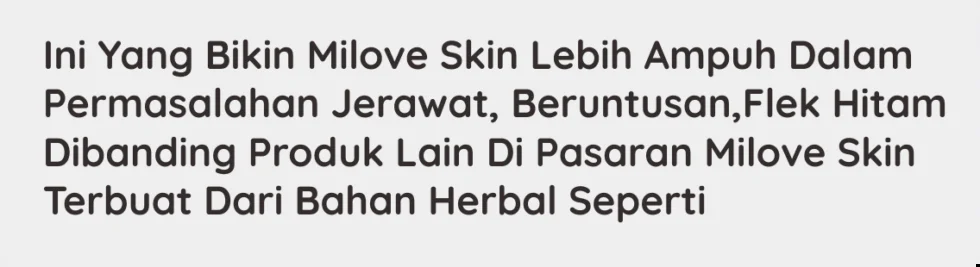 Ini Yang Bikin Milove Skin Lebih Ampuh Dalam
Permasalahan Jerawat, Beruntusan,Flek Hitam
Dibanding Produk Lain Di Pasaran Milove Skin
Terbuat Dari Bahan Herbal Seperti